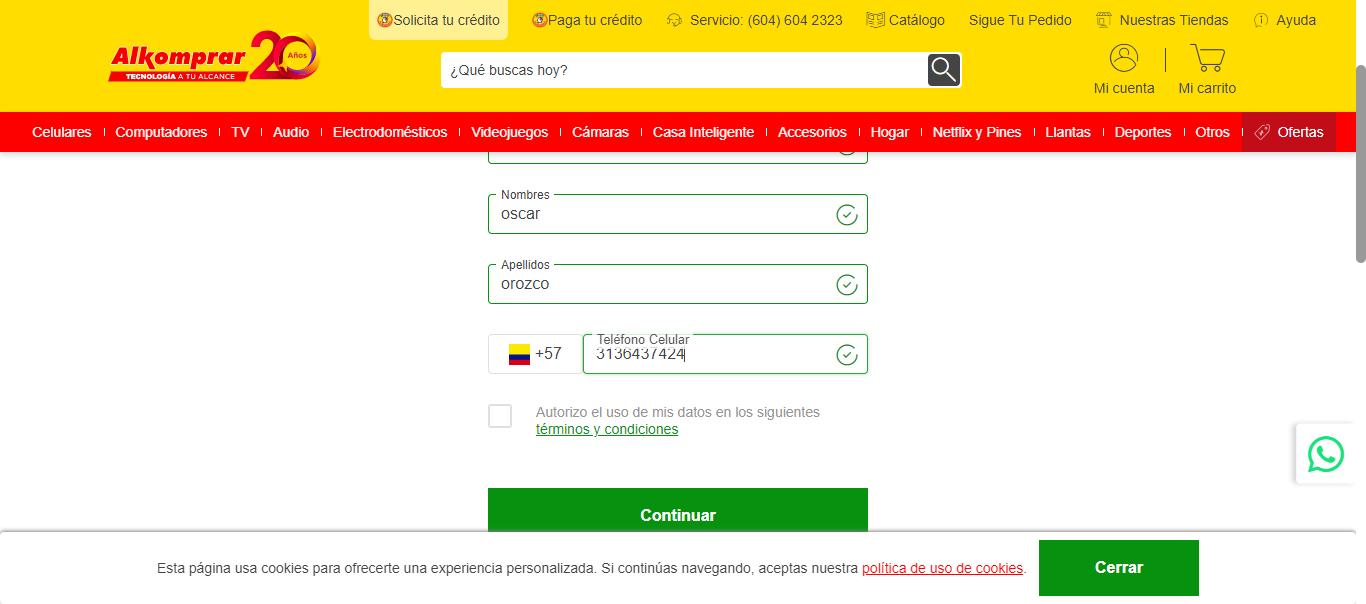 Solicita tu crédito Paga tu crédito Servicio: (604) 604 2323 Catálogo Sigue Tu Pedido Nuestras Tiendas Ayuda
Alkomprar 20 Años
TECNOLOGÍA A TU ALCANCE
¿Qué buscas hoy?
Mi cuenta Mi carrito
Celulares Computadores TV Audio Electrodomésticos Videojuegos Cámaras Casa Inteligente Accesorios Hogar Netflix y Pines Llantas Deportes Otros Ofertas
Nombres
oscar
Apellidos
orozco
Teléfono Celular
+57 3136437424
Autorizo el uso de mis datos en los siguientes
términos y condiciones
Continuar
Esta página usa cookies para ofrecerte una experiencia personalizada. Si continúas navegando, aceptas nuestra política de uso de cookies.
Cerrar